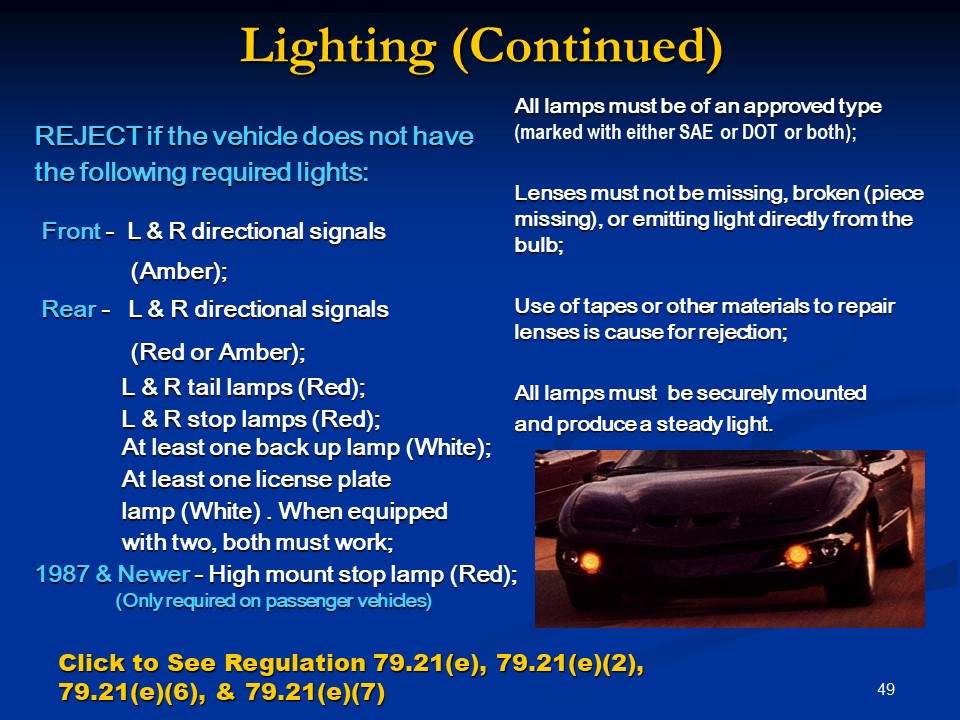 Lighting (Continued)
REJECT if the vehicle does not have
the following required lights:
Front - L & R directional signals
(Amber);
Rear - L & R directional signals
(Red or Amber);
L & R tail lamps (Red);
L & R stop lamps (Red);
At least one back up lamp (White);
At least one license plate
lamp (White) . When equipped
with two, both must work;
1987 & Newer - High mount stop lamp (Red);
(Only required on passenger vehicles)
All lamps must be of an approved type
(marked with either SAE or DOT or both);
Lenses must not be missing, broken (piece
missing), or emitting light directly from the
bulb;
Use of tapes or other materials to repair
lenses is cause for rejection;
All lamps must be securely mounted
and produce a steady light.
Click to See Regulation 79.21(e), 79.21(e)(2),
79.21(e)(6), & 79.21(e)(7)
49